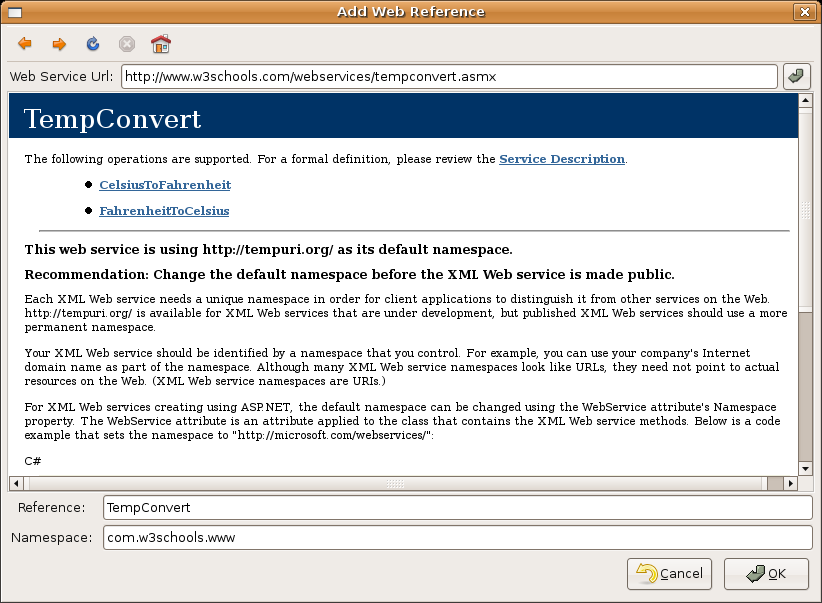 Add Web Reference
Web Service Url: http://www.w3schools.com/webservices/tempconvert.asmx
TempConvert
The following operations are supported. For a formal definition, please review the Service Description.
CelsiusToFahrenheit
FahrenheitToCelsius
This web service is using http://tempuri.org/ as its default namespace.
Recommendation: Change the default namespace before the XML Web service is made public.
Each XML Web service needs a unique namespace in order for client applications to distinguish it from other services on the Web.
http://tempuri.org/ is available for XML Web services that are under development, but published XML Web services should use a more
permanent namespace.
Your XML Web service should be identified by a namespace that you control. For example, you can use your company's Internet
domain name as part of the namespace. Although many XML Web service namespaces look like URLs, they need not point to actual
resources on the Web. (XML Web service namespaces are URIs.)
For XML Web services creating using ASP.NET, the default namespace can be changed using the WebService attribute's Namespace
property. The WebService attribute is an attribute applied to the class that contains the XML Web service methods. Below is a code
example that sets the namespace to "http://microsoft.com/webservices/":
C#
Reference: TempConvert
Namespace: com.w3schools.www
Cancel OK